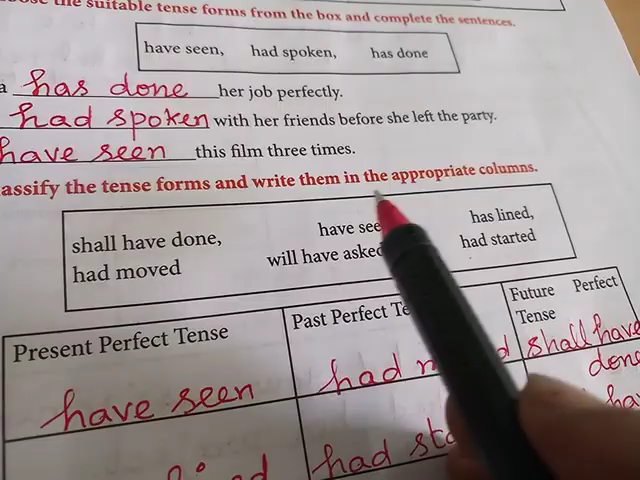 the suitable tense forms from the box and complete the sentences.
have seen, had spoken, has done
a has done her job perfectly.
had spoken with her friends before she left the party.
have seen this film three times.
assify the tense forms and write them in the appropriate columns.
shall have done, have see has lined,
had moved will have asked had started
Present Perfect Tense Past Perfect Te Future Perfect Tense
have seen had m d shall have done
had sta ha